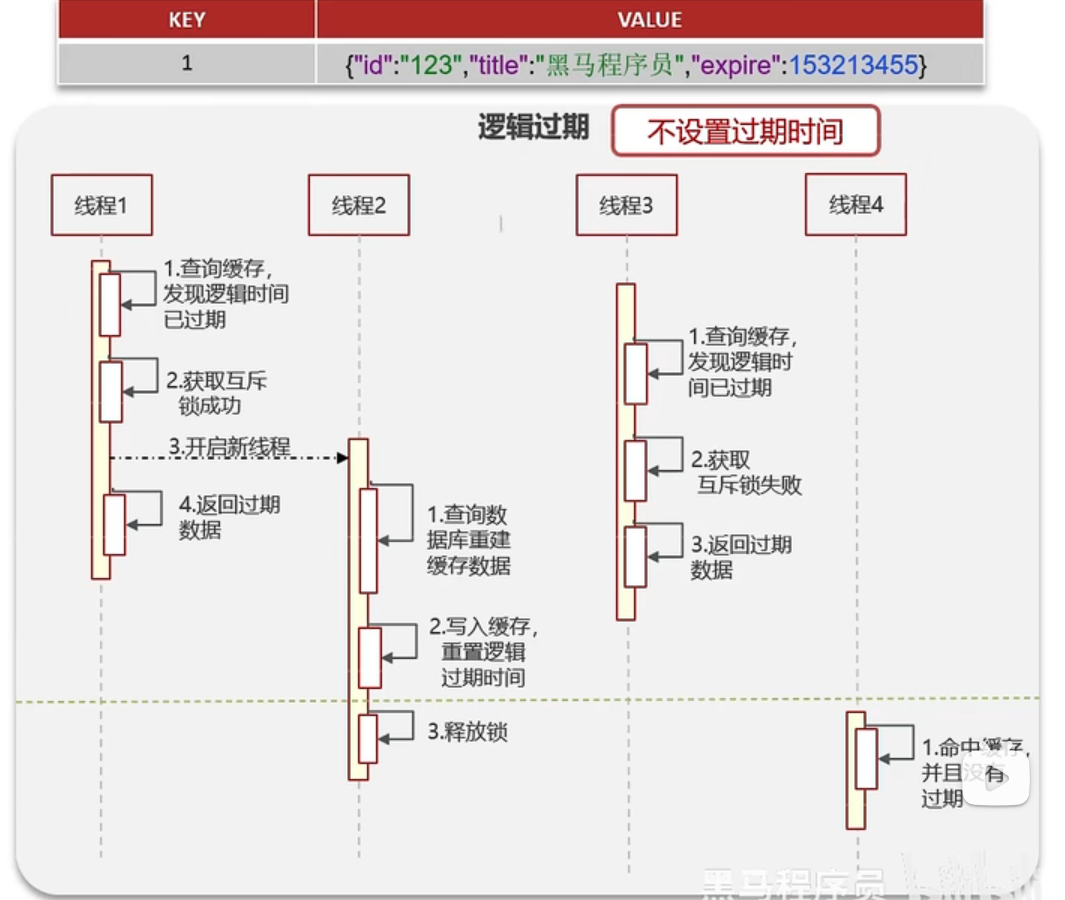 KEY VALUE
1 {"id":"123","title":"黑马程序员","expire":153213455}
逻辑过期 不设置过期时间
线程1 线程2 线程3 线程4
1.查询缓存，
发现逻辑时间
已过期
2.获取互斥
锁成功
3.开启新线程
4.返回过期
数据
1.查询数
据库重建
缓存数据
2.写入缓存，
重置逻辑
过期时间
3.释放锁
1.查询缓存，
发现逻辑时
间已过期
2.获取
互斥锁失败
3.返回过期
数据
1.命中缓存，
并且没有
过期
黑马程序员